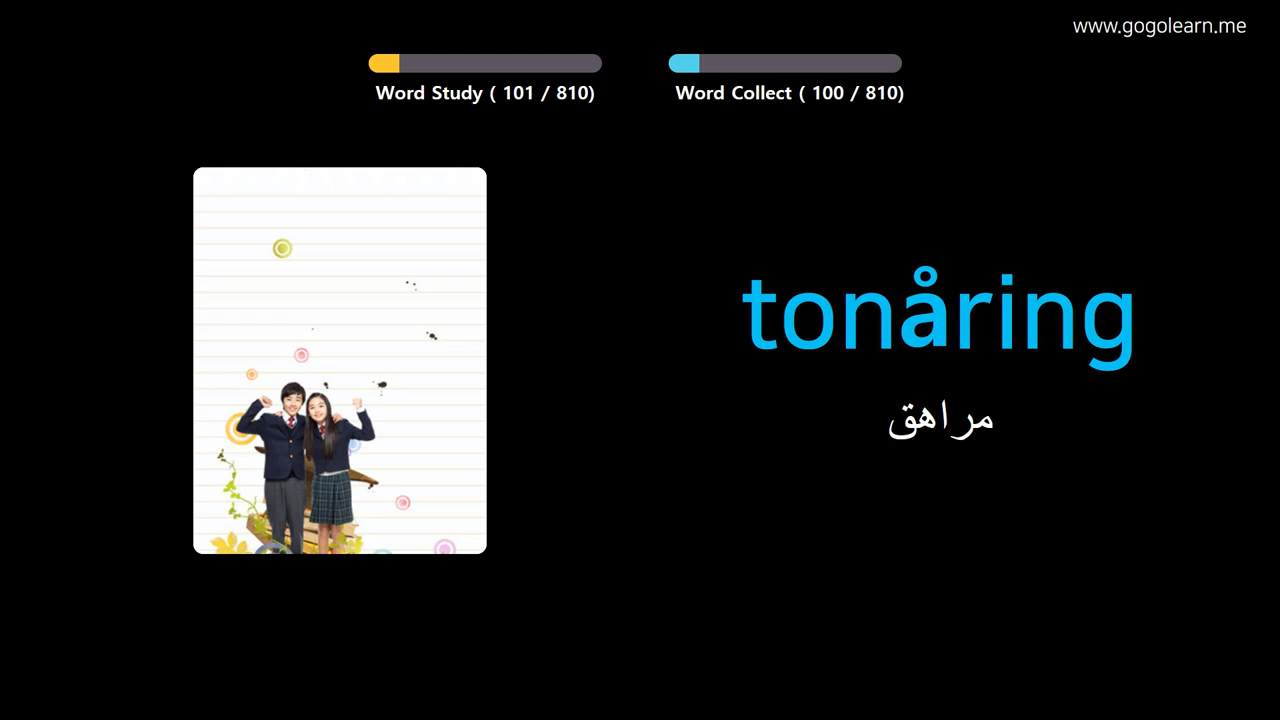 www.gogolearn.me
Word Study ( 101 / 810)
Word Collect ( 100 / 810)
tonåring
مراهق